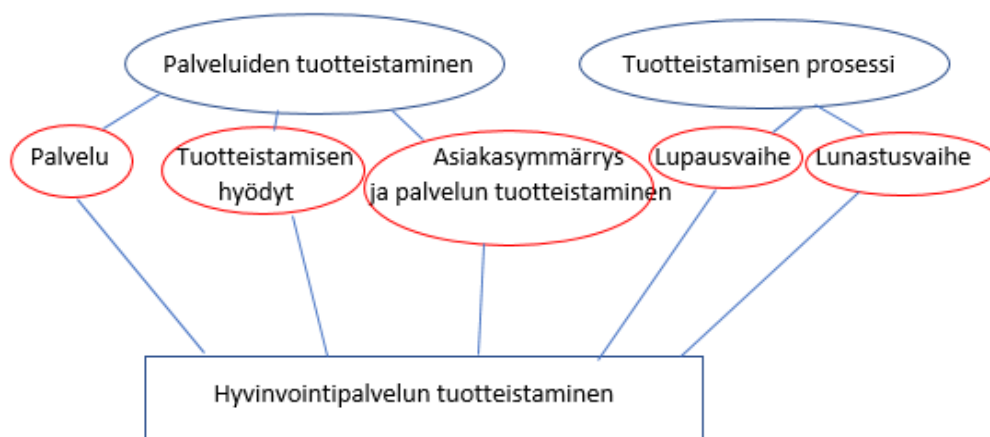 Palveluiden tuotteistaminen
Tuotteistamisen prosessi
Palvelu
Tuotteistamisen
hyödyt
Asiakasymmärrys
ja palvelun tuotteistaminen
Lupausvaihe
Lunastusvaihe
Hyvinvointipalvelun tuotteistaminen